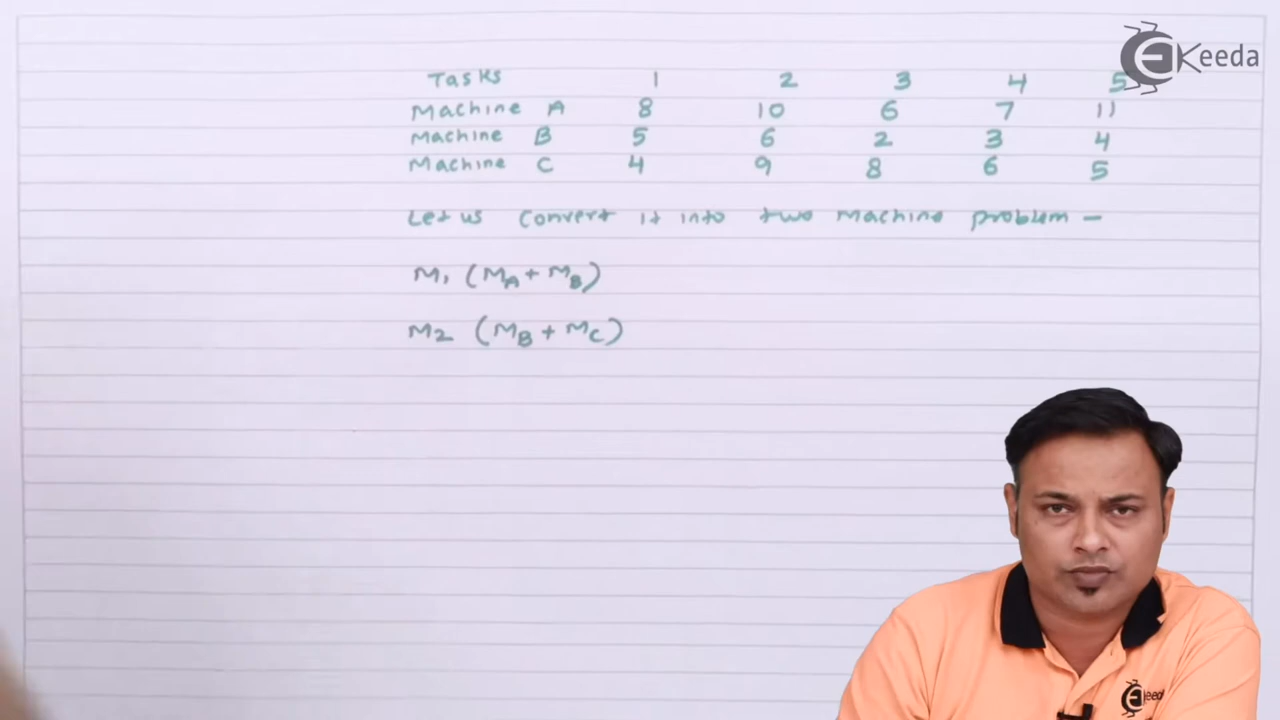 EKeeda
Tasks 1 2 3 4 5
Machine A 8 10 6 7 11
Machine B 5 6 2 3 4
Machine C 4 9 8 6 5
Let us convert it into two machine problem -
M1 (MA + MB)
M2 (MB + MC)
EKeeda